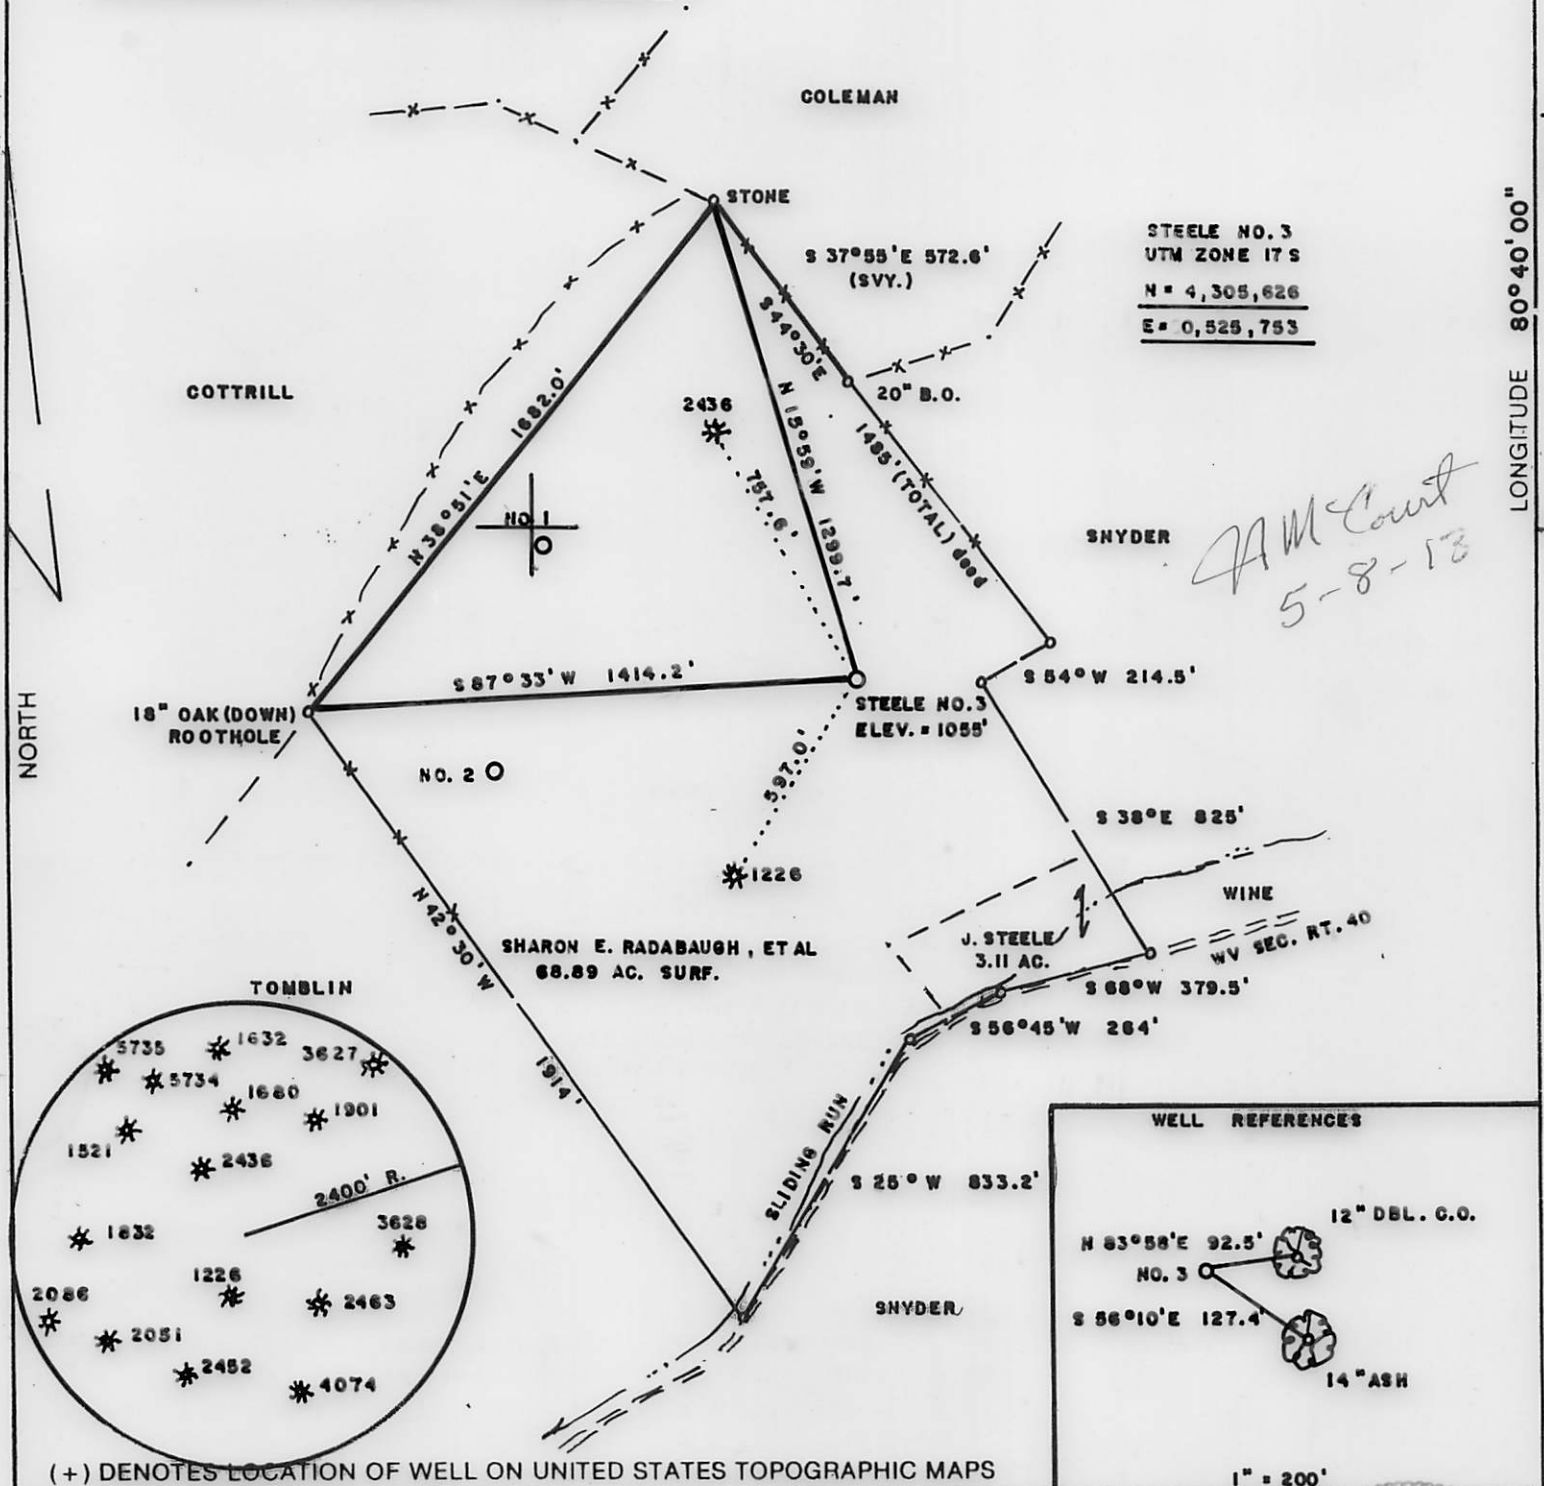 COLEMAN
STONE
S 37°55'E 572.6'
(SVY.)
STEELE NO. 3
UTM ZONE 17 S
N = 4,305,626
E = 0,525,753
LONGITUDE 80°40'00"
S44°30'E
20" B.O.
COTTRILL
1682.0'
N 38°51'E
2436
757.6'
N 15°59'W 1299.7'
1485'(TOTAL) deed
NO. 1
SNYDER
5-8-13
NORTH
S 87°33'W 1414.2'
S 54°W 214.5'
18" OAK (DOWN)
ROOTHOLE
STEELE NO. 3
ELEV. = 1055'
NO. 2
597.0'
S 38°E 825'
1226
WINE
WV SEC. RT. 40
N 42°30'W
1914'
SHARON E. RADABAUGH, ET AL
68.89 AC. SURF.
J. STEELE
3.11 AC.
S 68°W 379.5'
S 56°45'W 264'
TOMBLIN
5735
1632
3627
5734
1680
1901
1521
2436
2400' R.
3628
1832
1226
2463
2086
2051
2452
4074
SLIDING RUN
S 25° W 833.2'
SNYDER
WELL REFERENCES
12" DBL. C.O.
N 83°58'E 92.5'
NO. 3
S 56°10'E 127.4'
14" ASH
(+) DENOTES LOCATION OF WELL ON UNITED STATES TOPOGRAPHIC MAPS
1" = 200'